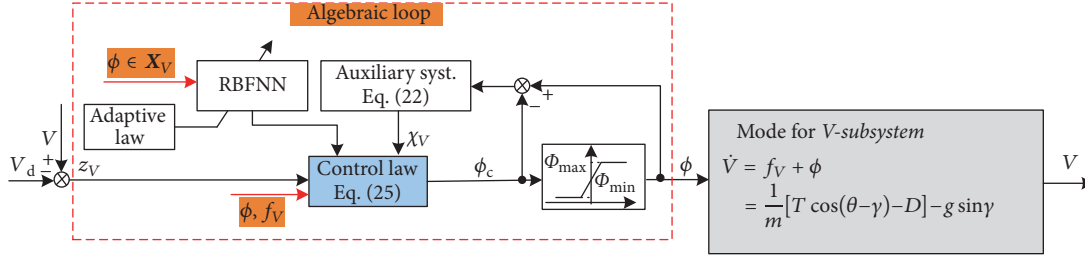 Algebraic loop
ϕ ∈ X_V
RBFNN
Auxiliary syst.
Eq. (22)
Adaptive
law
V
V_d
+
−
z_V
χ_V
Control law
Eq. (25)
ϕ, f_V
ϕ_c
−
+
Φ_max
Φ_min
ϕ
Mode for V-subsystem
V̇ = f_V + ϕ
= 1/m [T cos(θ−γ)−D]−g sinγ
V